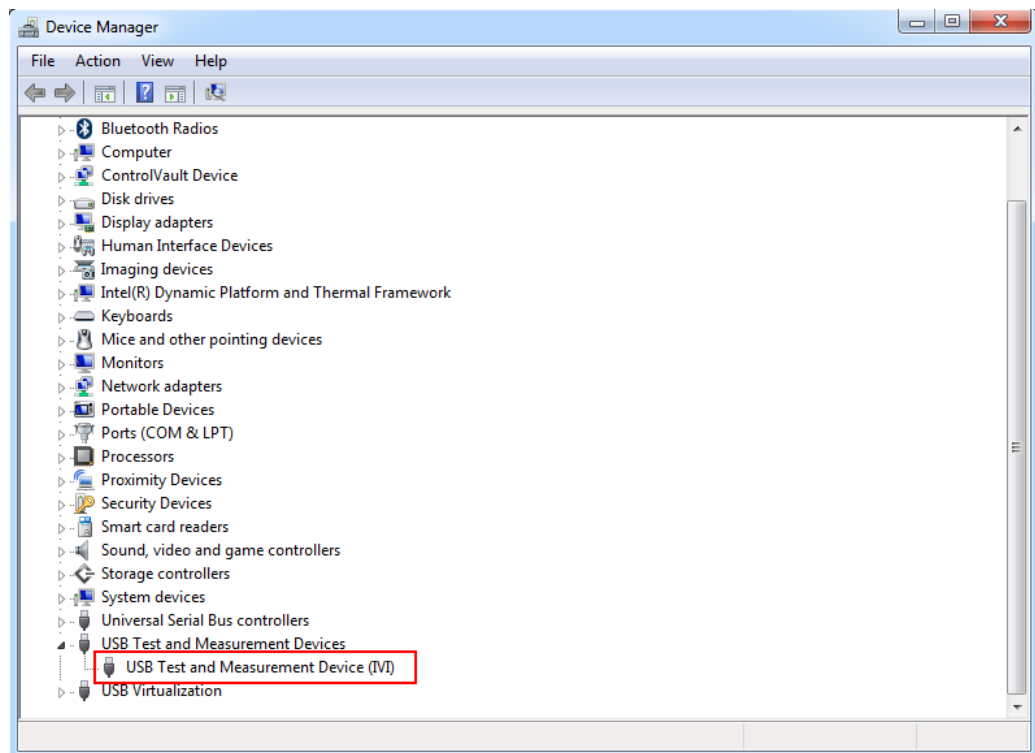 Device Manager
File Action View Help
Bluetooth Radios
Computer
ControlVault Device
Disk drives
Display adapters
Human Interface Devices
Imaging devices
Intel(R) Dynamic Platform and Thermal Framework
Keyboards
Mice and other pointing devices
Monitors
Network adapters
Portable Devices
Ports (COM & LPT)
Processors
Proximity Devices
Security Devices
Smart card readers
Sound, video and game controllers
Storage controllers
System devices
Universal Serial Bus controllers
USB Test and Measurement Devices
USB Test and Measurement Device (IVI)
USB Virtualization